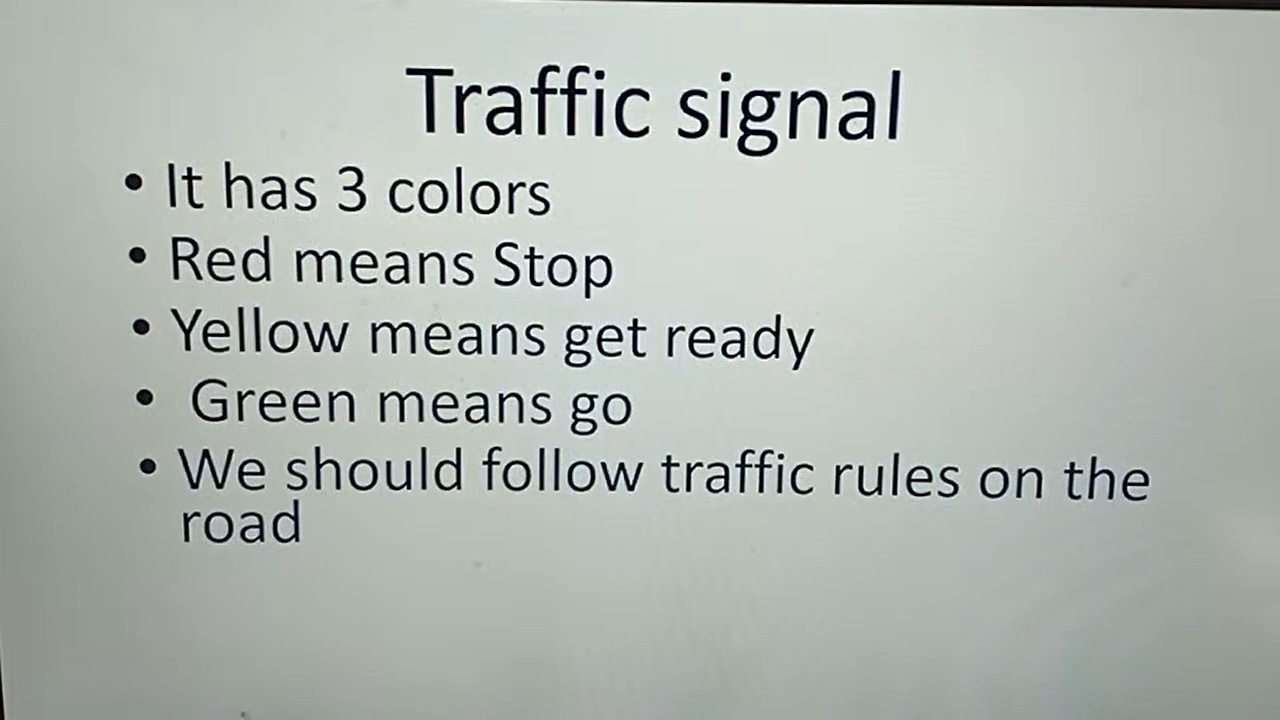 Traffic signal
• It has 3 colors
• Red means Stop
• Yellow means get ready
• Green means go
• We should follow traffic rules on the
road